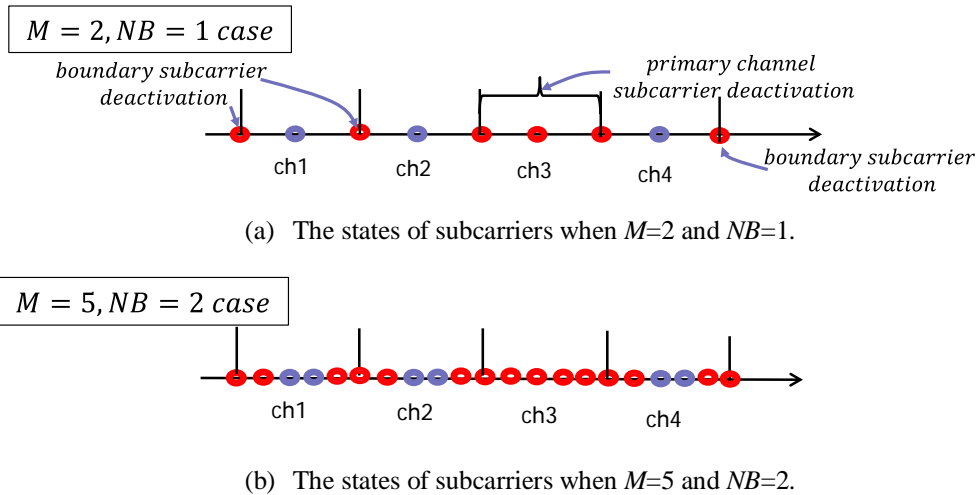 M = 2, NB = 1 case
boundary subcarrier
deactivation
primary channel
subcarrier deactivation
ch1
ch2
ch3
ch4
boundary subcarrier
deactivation
(a) The states of subcarriers when M=2 and NB=1.
M = 5, NB = 2 case
ch1
ch2
ch3
ch4
(b) The states of subcarriers when M=5 and NB=2.